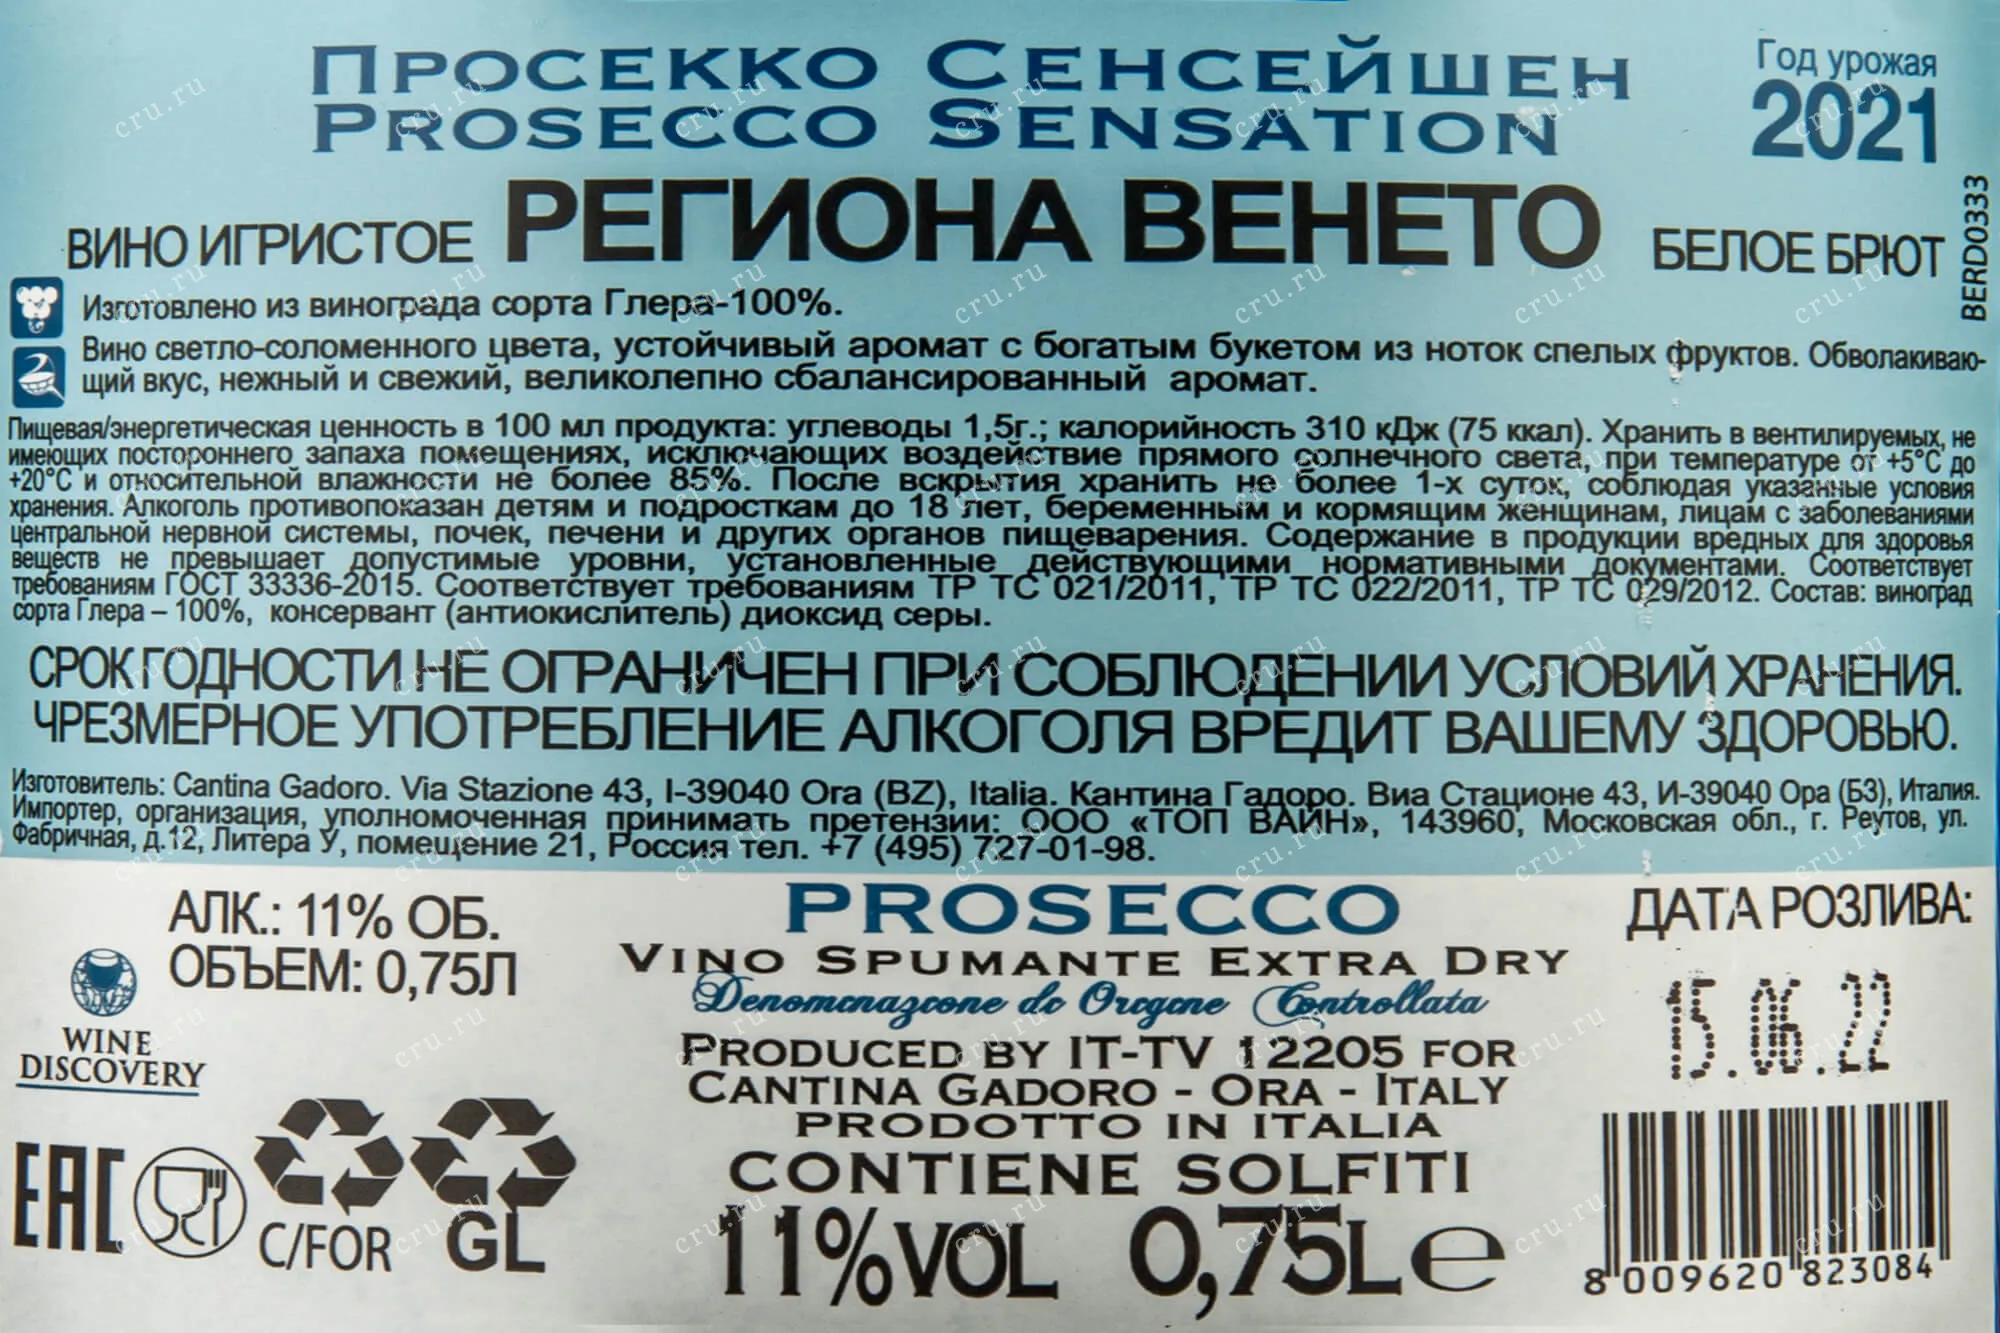 Просекко Сенсейшен
Prosecco Sensation
Год урожая
2021
ВИНО ИГРИСТОЕ РЕГИОНА ВЕНЕТО БЕЛОЕ БРЮТ
BERD0333
Изготовлено из винограда сорта Глера-100%.
Вино светло-соломенного цвета, устойчивый аромат с богатым букетом из ноток спелых фруктов. Обволакиваю-
щий вкус, нежный и свежий, великолепно сбалансированный аромат.
Пищевая/энергетическая ценность в 100 мл продукта: углеводы 1,5г.; калорийность 310 кДж (75 ккал). Хранить в вентилируемых, не
имеющих постороннего запаха помещениях, исключающих воздействие прямого солнечного света, при температуре от +5°С до
+20°С и относительной влажности не более 85%. После вскрытия хранить не более 1-х суток, соблюдая указанные условия
хранения. Алкоголь противопоказан детям и подросткам до 18 лет, беременным и кормящим женщинам, лицам с заболеваниями
центральной нервной системы, почек, печени и других органов пищеварения. Содержание в продукции вредных для здоровья
веществ не превышает допустимые уровни, установленные действующими нормативными документами. Соответствует
требованиям ГОСТ 33336-2015. Соответствует требованиям ТР ТС 021/2011, ТР ТС 022/2011, ТР ТС 029/2012. Состав: виноград
сорта Глера – 100%, консервант (антиокислитель) диоксид серы.
СРОК ГОДНОСТИ НЕ ОГРАНИЧЕН ПРИ СОБЛЮДЕНИИ УСЛОВИЙ ХРАНЕНИЯ.
ЧРЕЗМЕРНОЕ УПОТРЕБЛЕНИЕ АЛКОГОЛЯ ВРЕДИТ ВАШЕМУ ЗДОРОВЬЮ.
Изготовитель: Cantina Gadoro. Via Stazione 43, I-39040 Ora (BZ), Italia. Кантина Гадоро. Виа Стационе 43, И-39040 Ора (БЗ), Италия.
Импортер, организация, уполномоченная принимать претензии: ООО «ТОП ВАЙН», 143960, Московская обл., г. Реутов, ул.
Фабричная, д.12, Литера У, помещение 21, Россия тел. +7 (495) 727-01-98.
АЛК.: 11% ОБ.
ОБЪЕМ: 0,75Л
WINE
DISCOVERY
EAC
C/FOR
GL
PROSECCO
Vino Spumante Extra Dry
Denominazione di Origine Controllata
Produced by IT-TV 12205 for
Cantina Gadoro - Ora - Italy
PRODOTTO IN ITALIA
CONTIENE SOLFITI
11%VOL 0,75L e
ДАТА РОЗЛИВА:
15.06.22
8 009620 823084
cru.ru